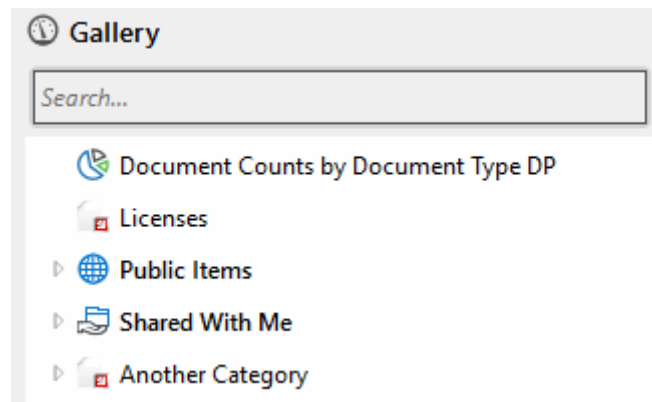 Gallery
Search...
Document Counts by Document Type DP
Licenses
Public Items
Shared With Me
Another Category